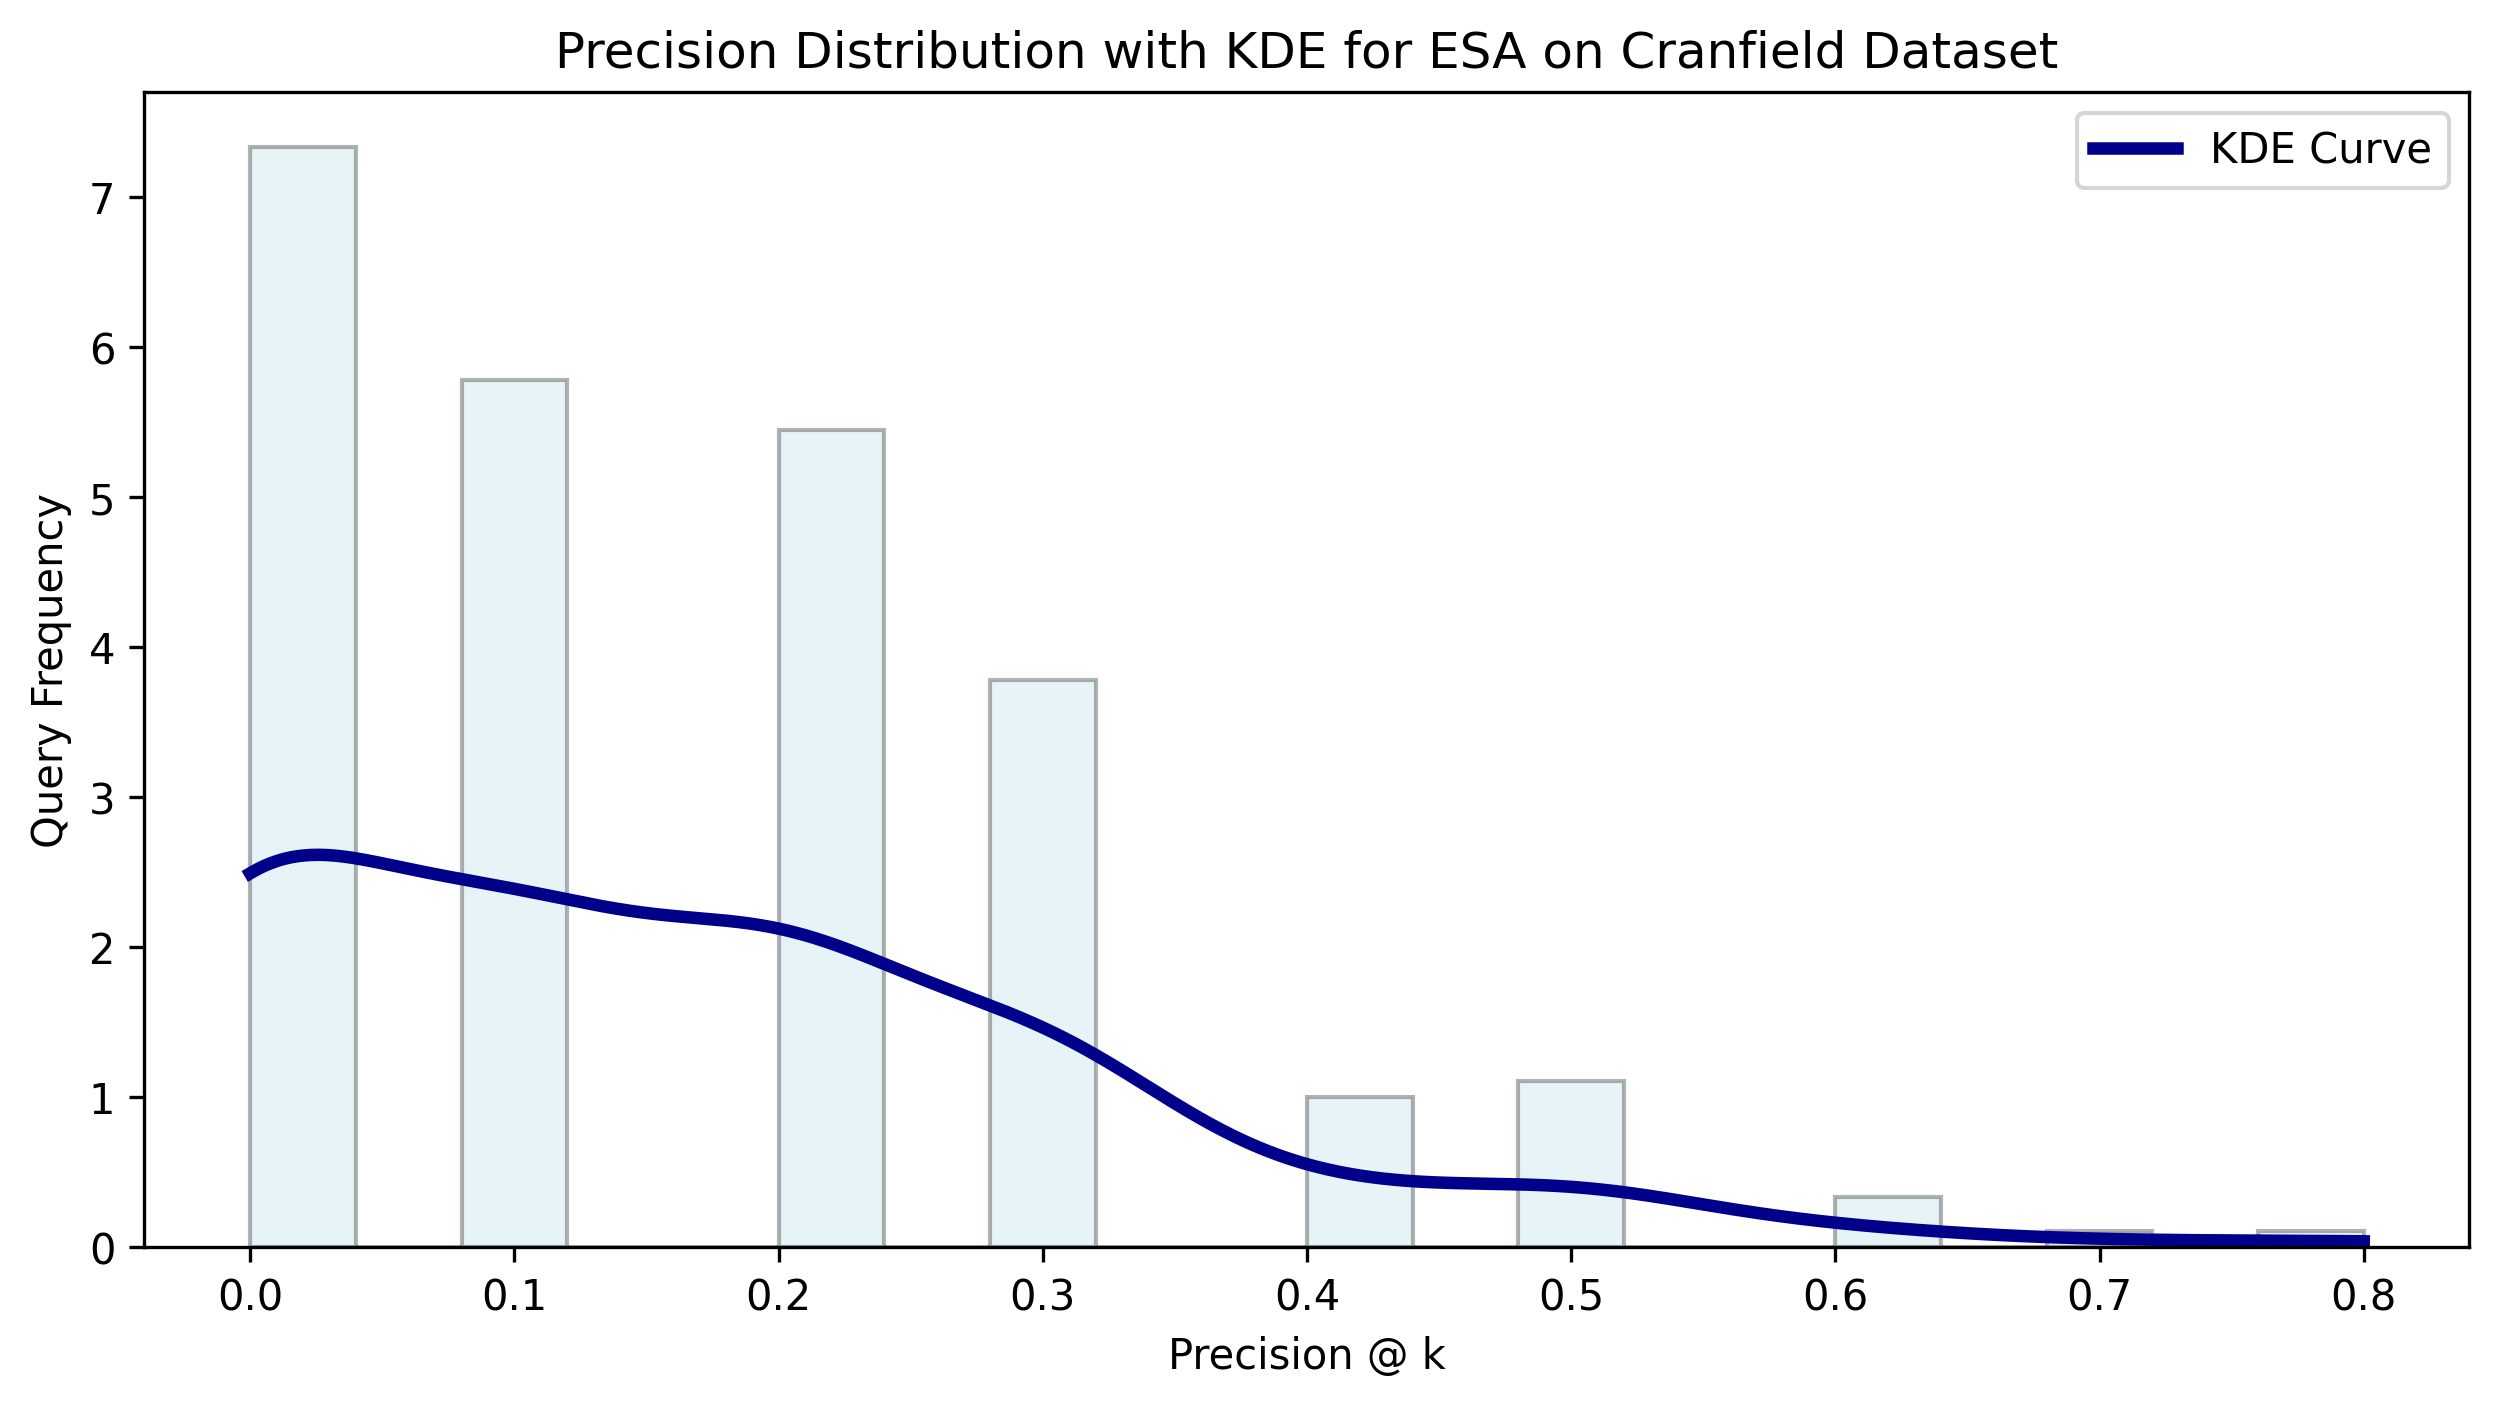 Precision Distribution with KDE for ESA on Cranfield Dataset
KDE Curve
Query Frequency
7
6
5
4
3
2
1
0
0.0 0.1 0.2 0.3 0.4 0.5 0.6 0.7 0.8
Precision @ k